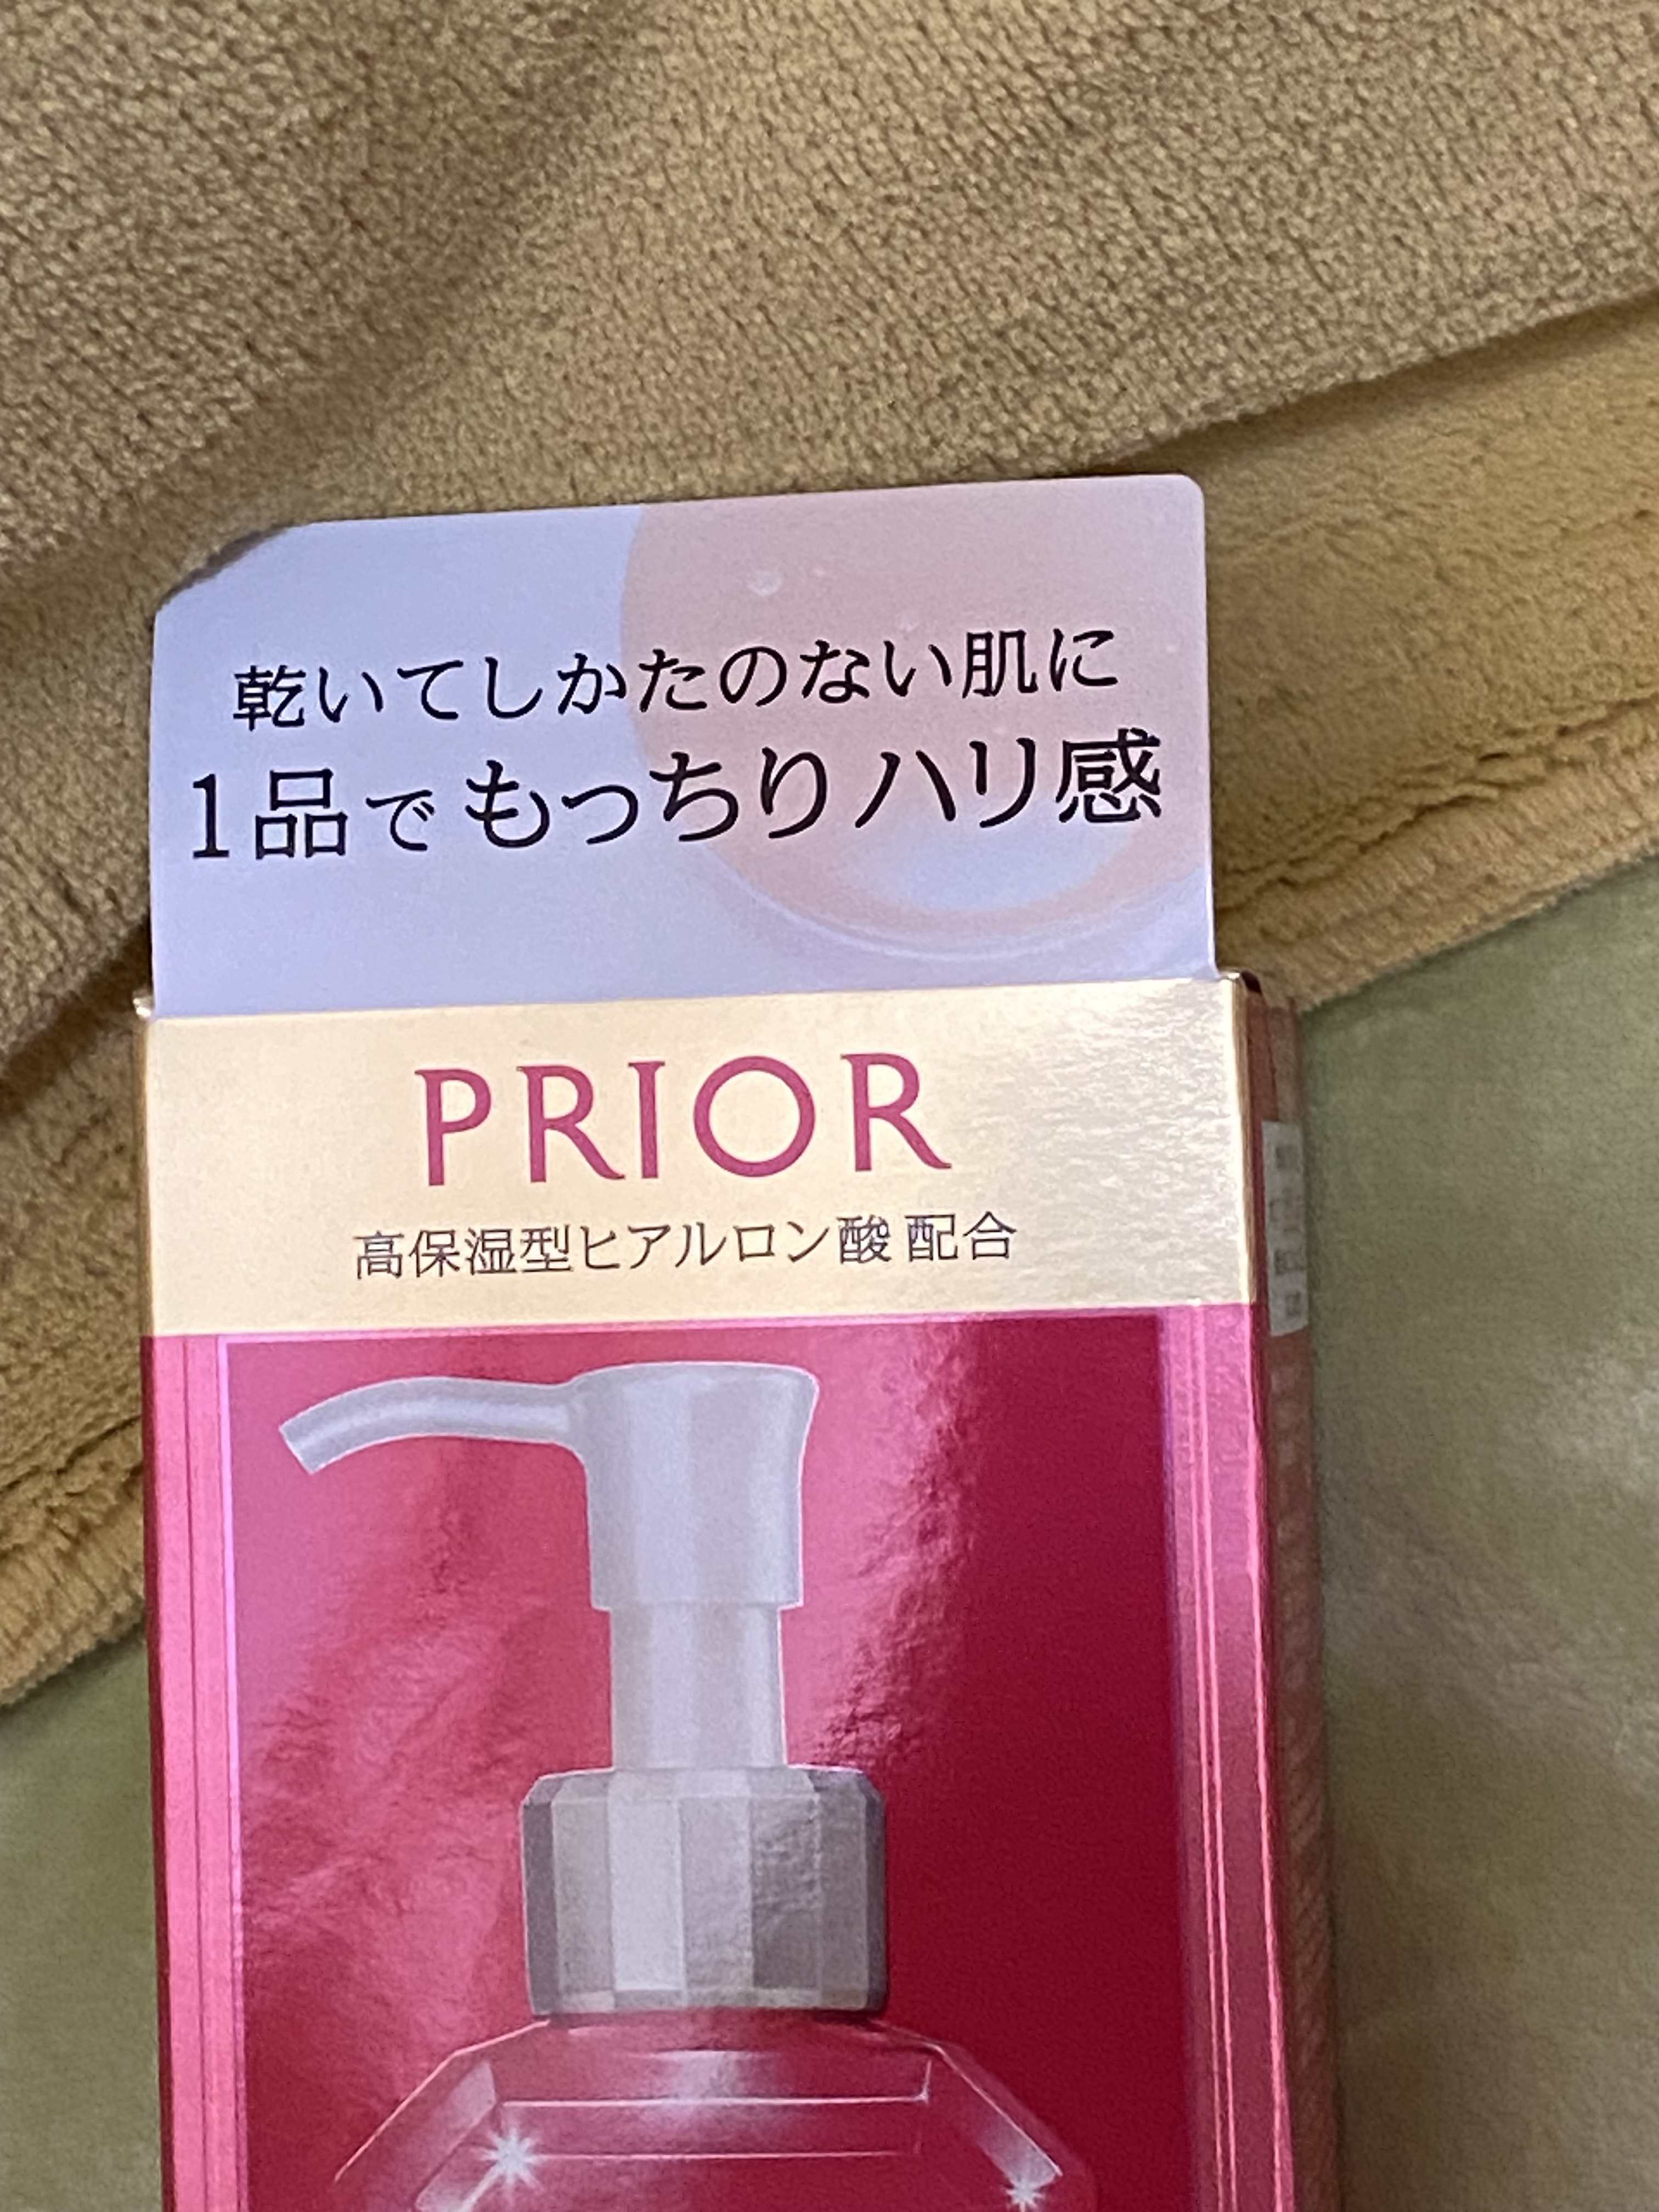 乾いてしかたのない肌に
1品でもっちりハリ感
PRIOR
高保湿型ヒアルロン酸 配合